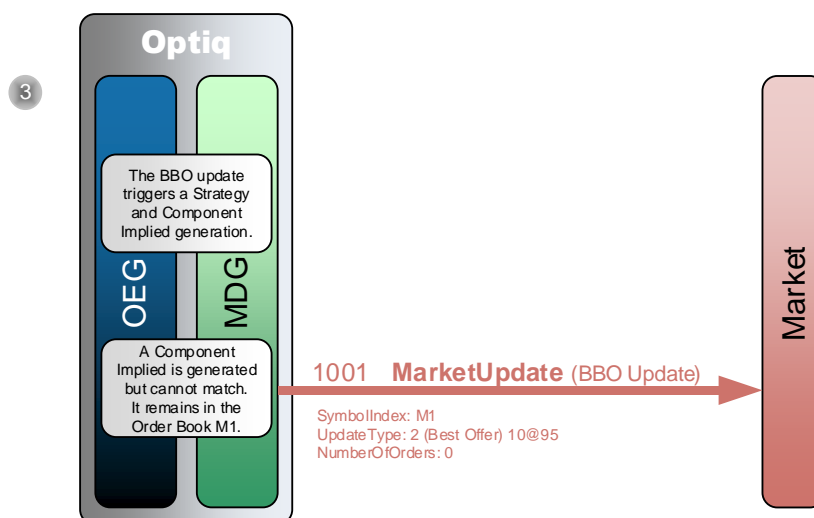 Optiq
3
The BBO update
triggers a Strategy
and Component
Implied generation.
OEG
MDG
Market
A Component
Implied is generated
but cannot match.
It remains in the
Order Book M1.
1001 MarketUpdate (BBO Update)
SymbolIndex: M1
UpdateType: 2 (Best Offer) 10@95
NumberOfOrders: 0